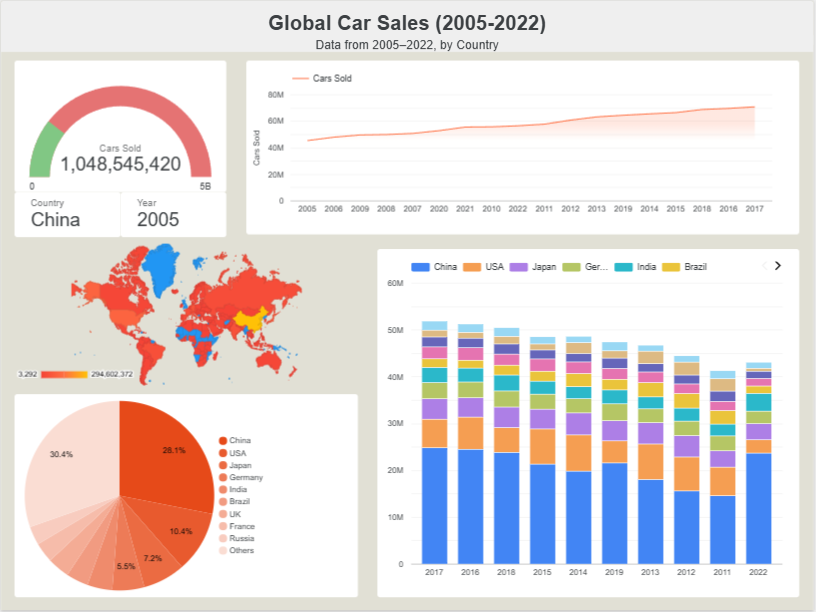 Global Car Sales (2005-2022)
Data from 2005–2022, by Country
Cars Sold
1,048,545,420
0 5B
Country
China
Year
2005
Cars Sold
Cars Sold
80M
60M
40M
20M
0
2005 2006 2009 2008 2007 2020 2021 2010 2022 2011 2012 2013 2019 2014 2015 2018 2016 2017
3,292 294,602,372
China USA Japan Ger... India Brazil
60M
50M
40M
30M
20M
10M
0
2017 2016 2018 2015 2014 2019 2013 2012 2011 2022
28.1%
10.4%
7.2%
5.5%
30.4%
China
USA
Japan
Germany
India
Brazil
UK
France
Russia
Others